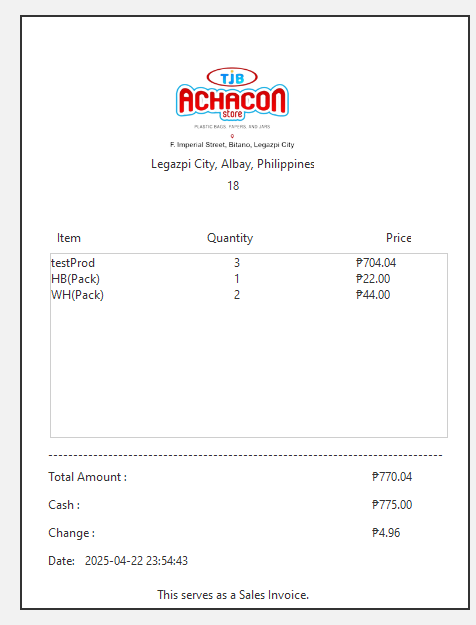 TJB
ACHACON
store
PLASTIC BAGS, PAPERS, AND JARS
F. Imperial Street, Bitano, Legazpi City
Legazpi City, Albay, Philippines
18
Item Quantity Price
testProd 3 ₱704.04
HB(Pack) 1 ₱22.00
WH(Pack) 2 ₱44.00
Total Amount : ₱770.04
Cash : ₱775.00
Change : ₱4.96
Date: 2025-04-22 23:54:43
This serves as a Sales Invoice.